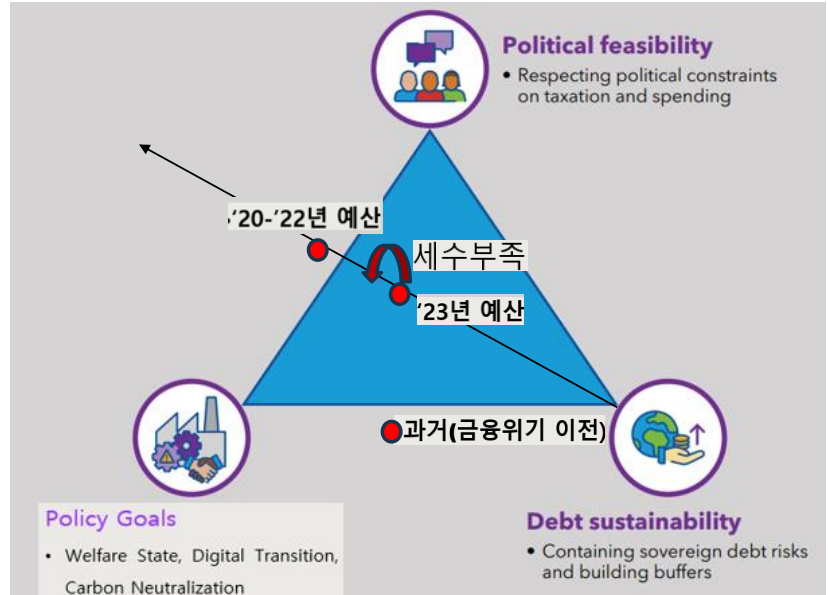 Political feasibility
• Respecting political constraints
on taxation and spending
‘20-’22년 예산
세수부족
‘23년 예산
과거(금융위기 이전)
Policy Goals
• Welfare State, Digital Transition,
Carbon Neutralization
Debt sustainability
• Containing sovereign debt risks
and building buffers